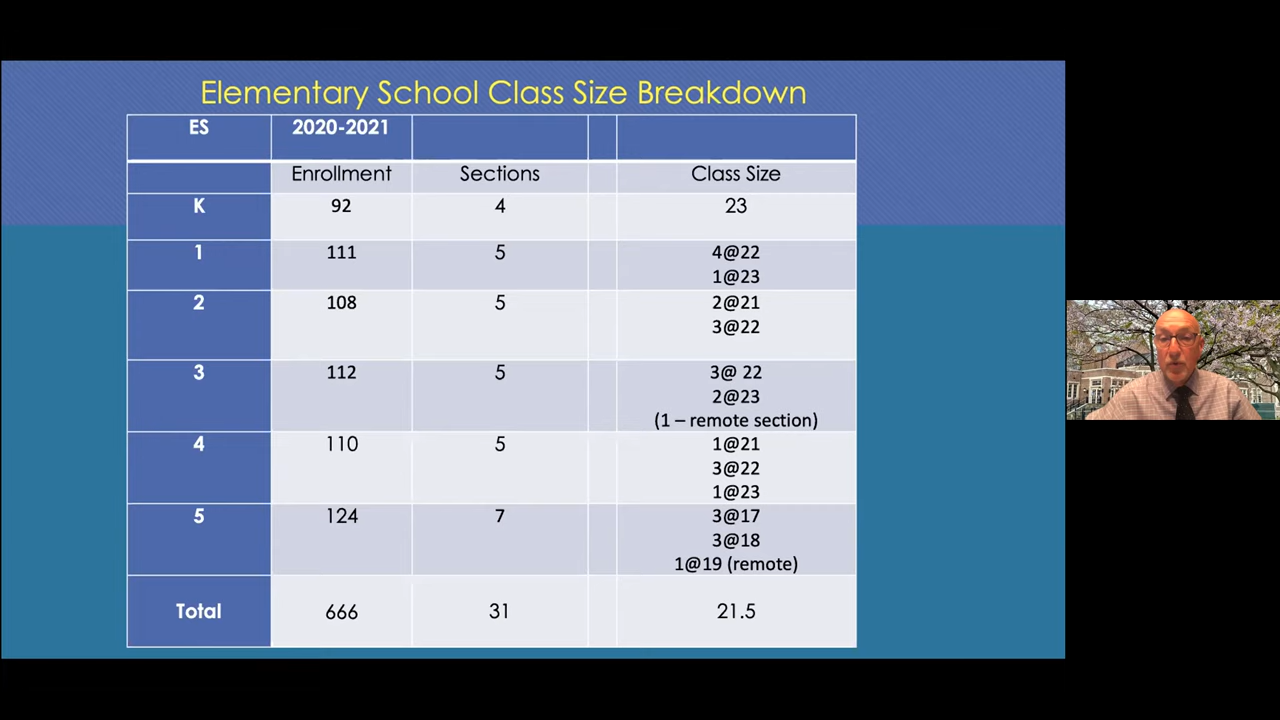 Elementary School Class Size Breakdown
ES 2020-2021
Enrollment Sections Class Size
K 92 4 23
1 111 5 4@22
1@23
2 108 5 2@21
3@22
3 112 5 3@ 22
2@23
(1 – remote section)
4 110 5 1@21
3@22
1@23
5 124 7 3@17
3@18
1@19 (remote)
Total 666 31 21.5